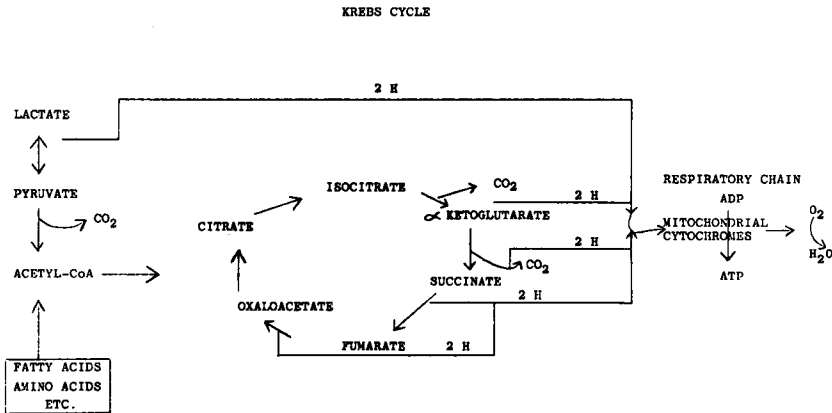 KREBS CYCLE
2 H
LACTATE
PYRUVATE
CO2
ACETYL-CoA
FATTY ACIDS
AMINO ACIDS
ETC.
CITRATE
ISOCITRATE
CO2
α KETOGLUTARATE
2 H
2 H
CO2
SUCCINATE
2 H
OXALOACETATE
FUMARATE 2 H
RESPIRATORY CHAIN
ADP
MITOCHONDRIAL
CYTOCHROMES
ATP
O2
H2O